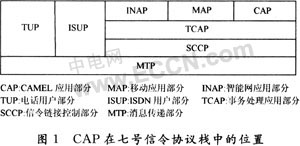 TUP
ISUP
INAP
MAP
CAP
TCAP
SCCP
MTP
中电网
CAP:CAMEL 应用部分 MAP:移动应用部分 INAP:智能网应用部分
TUP:电话用户部分 ISUP:ISDN 用户部分 TCAP:事务处理应用部分
SCCP:信令链接控制部分 MTP:消息传递部分
图 1 CAP 在七号信令协议栈中的位置